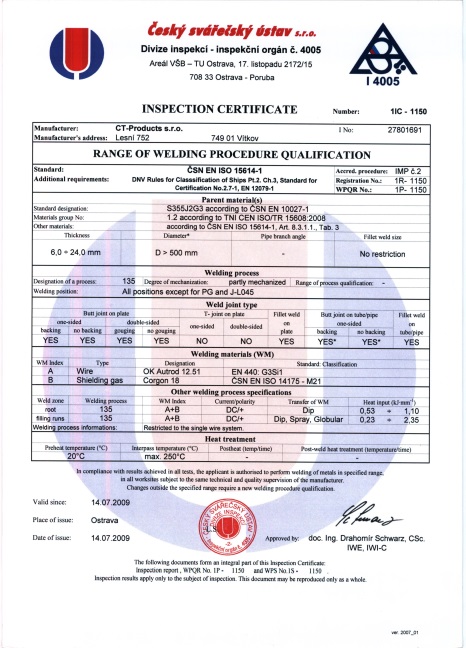 Český svářečský ústav s.r.o.
Divize inspekcí - inspekční orgán č. 4005
Areál VŠB – TU Ostrava, 17. listopadu 2172/15
708 33 Ostrava - Poruba
I 4005
INSPECTION CERTIFICATE Number: 1IC - 1150
Manufacturer: CT-Products s.r.o. I No: 27801691
Manufacturer's address: Lesní 752 749 01 Vítkov
RANGE OF WELDING PROCEDURE QUALIFICATION
Standard: ČSN EN ISO 15614-1 Accred. procedure: IMP č.2
Additional requirements: DNV Rules for Classsification of Ships Pt.2. Ch.3, Standard for Registration No.: 1R- 1150
Certification No.2.7-1, EN 12079-1 WPQR No.: 1P- 1150
Parent material(s)
Standard designation: S355J2G3 according to ČSN EN 10027-1
Materials group No: 1.2 according to TNI CEN ISO/TR 15608:2008
Other materials: according to ČSN EN ISO 15614-1, Art. 8.3.1.1., Tab. 3
Thickness Diameter* Pipe branch angle Fillet weld size
6,0 ÷ 24,0 mm D > 500 mm - No restriction
Welding process
Designation of a process: 135 Degree of mechanization: partly mechanized Range of process qualification: -
Welding position: All positions except for PG and J-L045
Weld joint type
Butt joint on plate T- joint on plate Fillet weld Butt joint on tube/pipe Fillet weld
one-sided double-sided one-sided double-sided on one-sided on
backing no backing gouging no gouging plate backing no backing tube/pipe
YES YES YES YES NO NO YES YES* YES* YES
Welding materials (WM)
WM Index Type Designation Standard: Classification
A Wire OK Autrod 12.51 EN 440: G3Si1
B Shielding gas Corgon 18 ČSN EN ISO 14175 - M21
Other welding process specifications
Weld zone Welding process WM Index Current/polarity Transfer of WM Heat input (kJ·mm⁻¹)
root 135 A+B DC/+ Dip 0,53 ÷ 1,10
filling runs 135 A+B DC/+ Dip, Spray, Globular 0,23 ÷ 2,35
Welding process informations: Restricted to the single wire system.
Heat treatment
Preheat temperature (°C) Interpass temperature (°C) Postheat (temp/time) Post-weld heat treatment (temperature/time)
20°C max. 250°C - -
In compliance with results achieved in all tests, the applicant is authorised to perform welding of metals in specified range,
in all worksites subject to the same technical and quality supervision of the manufacturer.
Changes outside the specified range require a new welding procedure qualification.
Valid since: 14.07.2009
Place of issue: Ostrava
Date of issue: 14.07.2009
ČESKÝ SVÁŘEČSKÝ ÚSTAV
DIVIZE INSPEKCÍ
-2-
Inspekční orgán č. 4005
Approved by: doc. Ing. Drahomír Schwarz, CSc.
IWE, IWI-C
The following documents form an integral part of this Inspection Certificate:
Inspection report , WPQR No. 1P - 1150 and WPS No.1S - 1150
Inspection results apply only to the subject of inspection. This document may be reproduced only as a whole.
ver. 2007_01